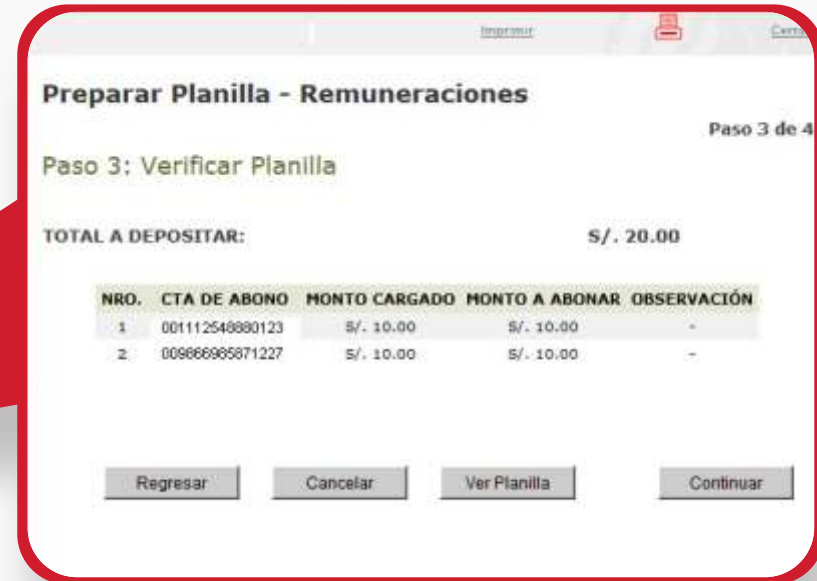 Imprimir
Preparar Planilla - Remuneraciones
Paso 3 de 4
Paso 3: Verificar Planilla
TOTAL A DEPOSITAR: S/. 20.00
NRO. CTA DE ABONO MONTO CARGADO MONTO A ABONAR OBSERVACIÓN
1 001112548880123 S/. 10.00 S/. 10.00 -
2 009866985871227 S/. 10.00 S/. 10.00 -
Regresar Cancelar Ver Planilla Continuar